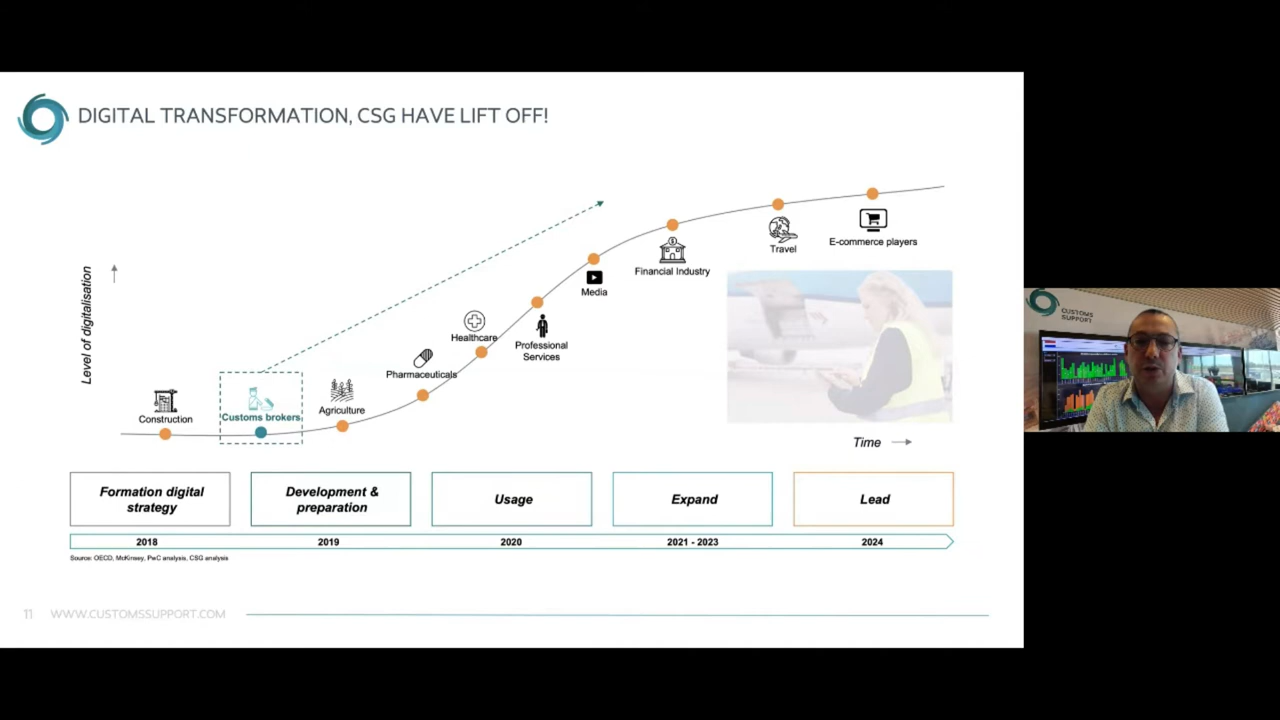 DIGITAL TRANSFORMATION, CSG HAVE LIFT OFF!
Level of digitalisation
Construction
Customs brokers
Agriculture
Pharmaceuticals
Healthcare
Professional
Services
Media
Financial Industry
Travel
E-commerce players
Time
Formation digital
strategy
Development &
preparation
Usage
Expand
Lead
2018
2019
2020
2021 - 2023
2024
Source: OECD, McKinsey, PwC analysis, CSG analysis
11
WWW.CUSTOMSSUPPORT.COM
CUSTOMS
SUPPORT